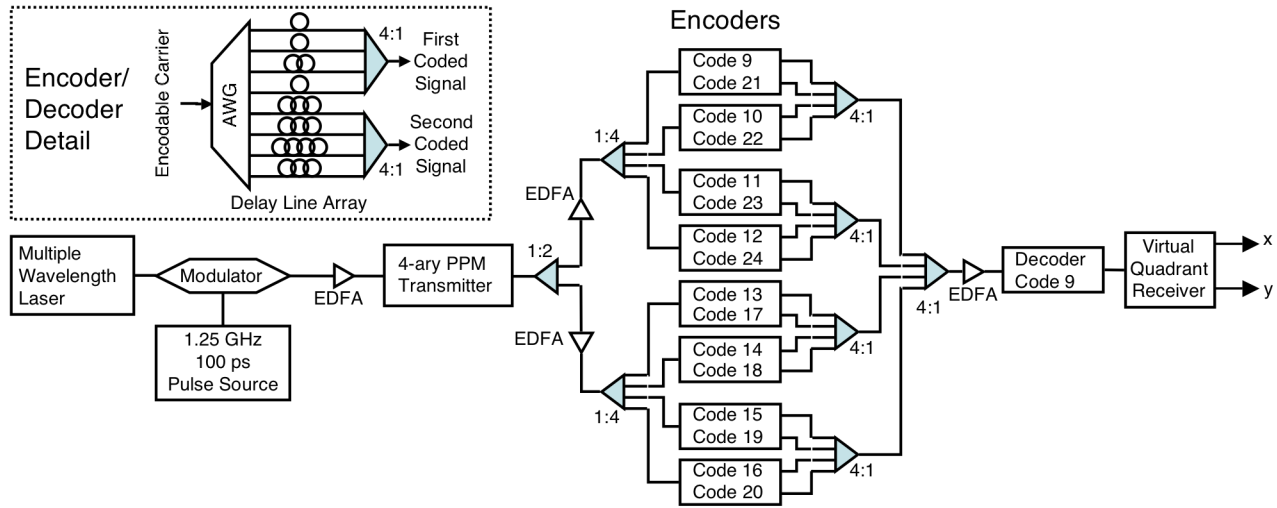 Encoder/
Decoder
Detail
Encodable Carrier
AWG
4:1
First
Coded
Signal
Second
Coded
Signal
4:1
Delay Line Array
Encoders
Multiple
Wavelength
Laser
Modulator
1.25 GHz
100 ps
Pulse Source
EDFA
4-ary PPM
Transmitter
1:2
EDFA
EDFA
1:4
1:4
Code 9
Code 21
Code 10
Code 22
4:1
Code 11
Code 23
Code 12
Code 24
4:1
Code 13
Code 17
Code 14
Code 18
4:1
Code 15
Code 19
Code 16
Code 20
4:1
4:1
EDFA
Decoder
Code 9
Virtual
Quadrant
Receiver
x
y